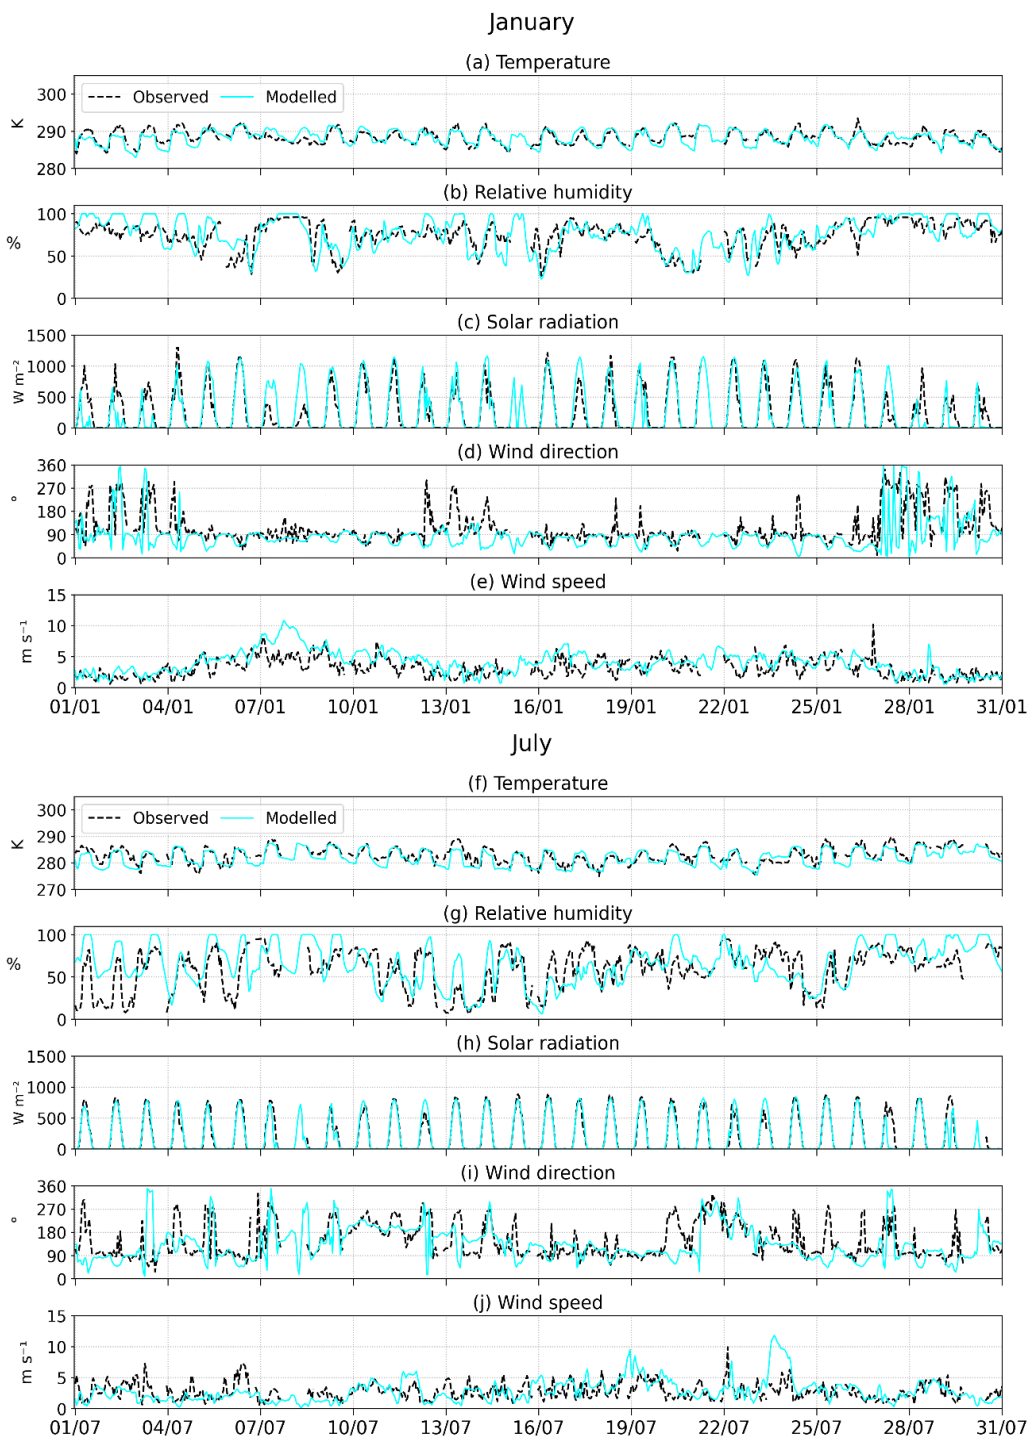 January
(a) Temperature
300
290
280
K
Observed
Modelled
(b) Relative humidity
100
50
0
%
(c) Solar radiation
1500
1000
500
0
W m⁻²
(d) Wind direction
360
270
180
90
0
°
(e) Wind speed
15
10
5
0
m s⁻¹
01/01 04/01 07/01 10/01 13/01 16/01 19/01 22/01 25/01 28/01 31/01
July
(f) Temperature
300
290
280
270
K
Observed
Modelled
(g) Relative humidity
100
50
0
%
(h) Solar radiation
1500
1000
500
0
W m⁻²
(i) Wind direction
360
270
180
90
0
°
(j) Wind speed
15
10
5
0
m s⁻¹
01/07 04/07 07/07 10/07 13/07 16/07 19/07 22/07 25/07 28/07 31/07